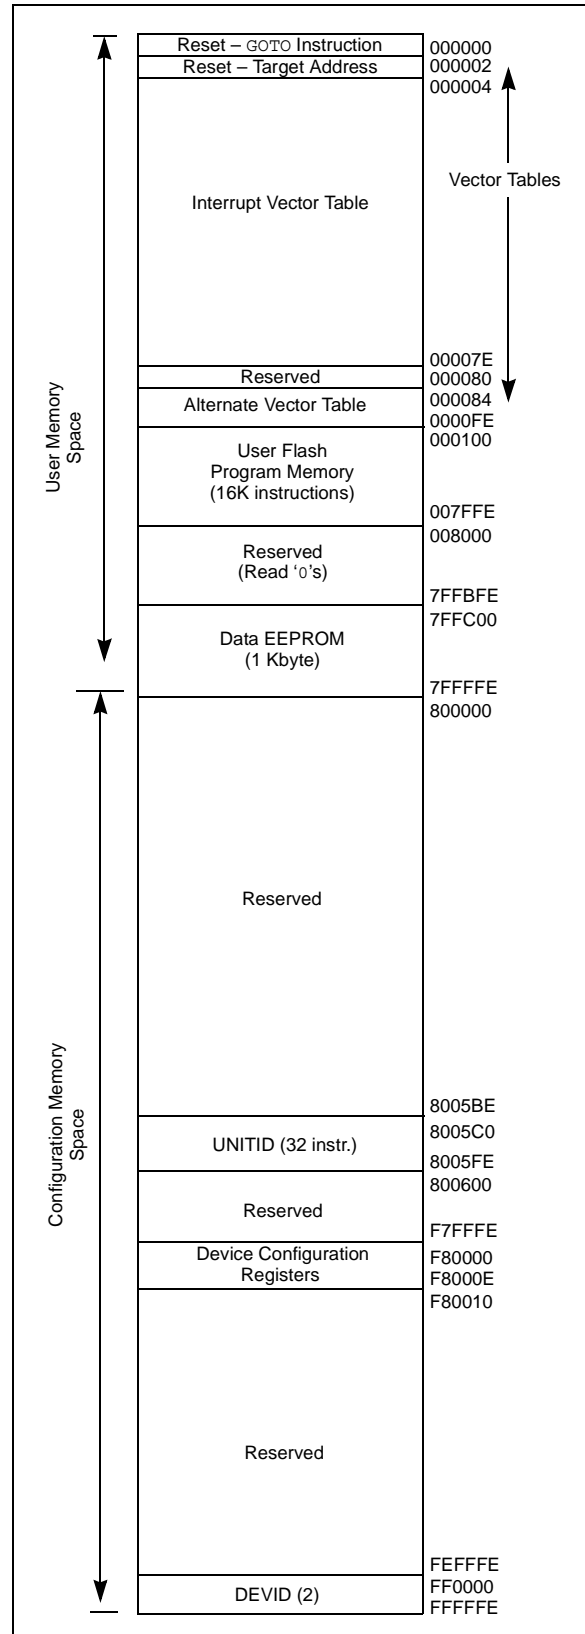 Reset – GOTO Instruction 000000
Reset – Target Address 000002
000004
Vector Tables
Interrupt Vector Table
00007E
Reserved 000080
Alternate Vector Table 000084
0000FE
User Memory
Space
User Flash 000100
Program Memory
(16K instructions)
007FFE
008000
Reserved
(Read ‘0’s)
7FFBFE
7FFC00
Data EEPROM
(1 Kbyte)
7FFFFE
800000
Reserved
Configuration Memory
Space
8005BE
8005C0
UNITID (32 instr.)
8005FE
800600
Reserved
F7FFFE
Device Configuration F80000
Registers F8000E
F80010
Reserved
FEFFFE
FF0000
DEVID (2)
FFFFFE